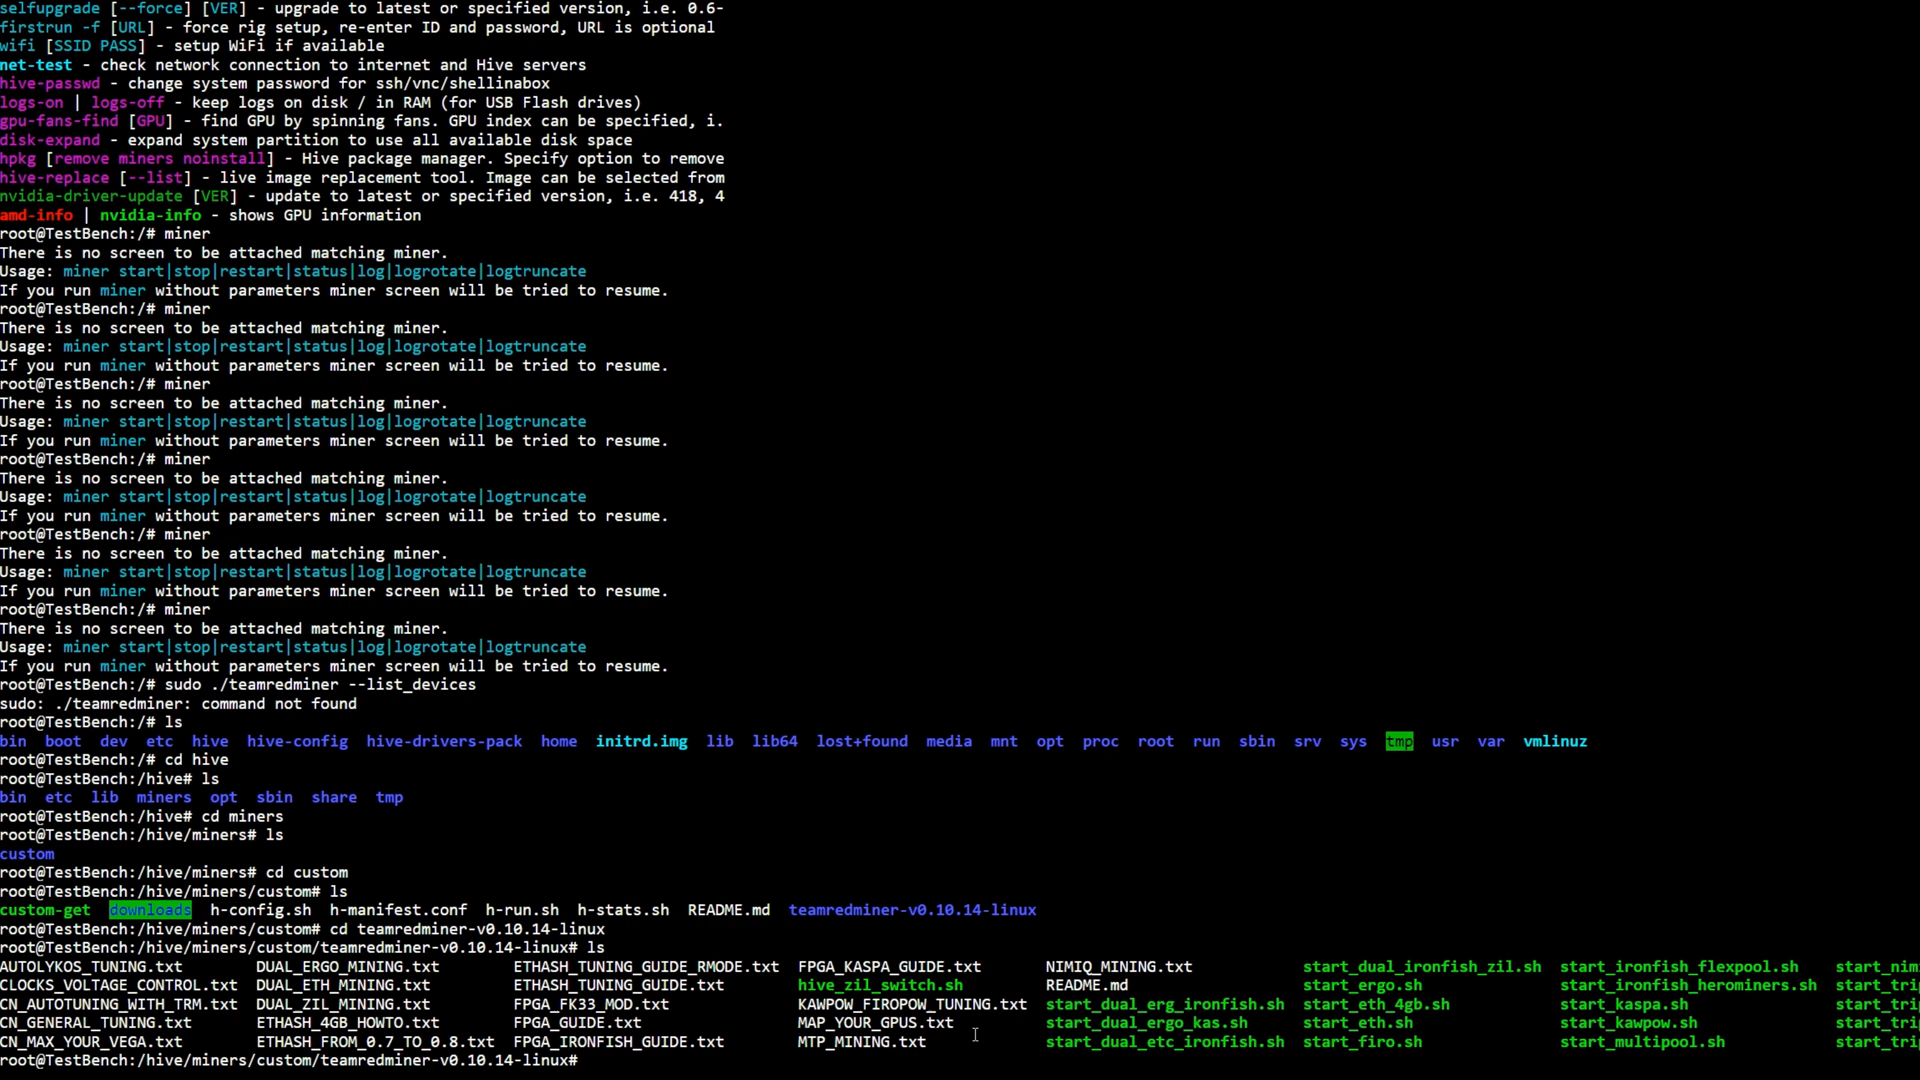 selfupgrade [--force] [VER] - upgrade to latest or specified version, i.e. 0.6-
firstrun -f [URL] - force rig setup, re-enter ID and password, URL is optional
wifi [SSID PASS] - setup WiFi if available
net-test - check network connection to internet and Hive servers
hive-passwd - change system password for ssh/vnc/shellinabox
logs-on | logs-off - keep logs on disk / in RAM (for USB Flash drives)
gpu-fans-find [GPU] - find GPU by spinning fans. GPU index can be specified, i.
disk-expand - expand system partition to use all available disk space
hpkg [remove miners noinstall] - Hive package manager. Specify option to remove
hive-replace [--list] - live image replacement tool. Image can be selected from
nvidia-driver-update [VER] - update to latest or specified version, i.e. 418, 4
amd-info | nvidia-info - shows GPU information
root@TestBench:/# miner
There is no screen to be attached matching miner.
Usage: miner start|stop|restart|status|log|logrotate|logtruncate
If you run miner without parameters miner screen will be tried to resume.
root@TestBench:/# miner
There is no screen to be attached matching miner.
Usage: miner start|stop|restart|status|log|logrotate|logtruncate
If you run miner without parameters miner screen will be tried to resume.
root@TestBench:/# miner
There is no screen to be attached matching miner.
Usage: miner start|stop|restart|status|log|logrotate|logtruncate
If you run miner without parameters miner screen will be tried to resume.
root@TestBench:/# miner
There is no screen to be attached matching miner.
Usage: miner start|stop|restart|status|log|logrotate|logtruncate
If you run miner without parameters miner screen will be tried to resume.
root@TestBench:/# miner
There is no screen to be attached matching miner.
Usage: miner start|stop|restart|status|log|logrotate|logtruncate
If you run miner without parameters miner screen will be tried to resume.
root@TestBench:/# miner
There is no screen to be attached matching miner.
Usage: miner start|stop|restart|status|log|logrotate|logtruncate
If you run miner without parameters miner screen will be tried to resume.
root@TestBench:/# sudo ./teamredminer --list_devices
sudo: ./teamredminer: command not found
root@TestBench:/# ls
bin boot dev etc hive hive-config hive-drivers-pack home initrd.img lib lib64 lost+found media mnt opt proc root run sbin srv sys tmp usr var vmlinuz
root@TestBench:/# cd hive
root@TestBench:/hive# ls
bin etc lib miners opt sbin share tmp
root@TestBench:/hive# cd miners
root@TestBench:/hive/miners# ls
custom
root@TestBench:/hive/miners# cd custom
root@TestBench:/hive/miners/custom# ls
custom-get downloads h-config.sh h-manifest.conf h-run.sh h-stats.sh README.md teamredminer-v0.10.14-linux
root@TestBench:/hive/miners/custom# cd teamredminer-v0.10.14-linux
root@TestBench:/hive/miners/custom/teamredminer-v0.10.14-linux# ls
AUTOLYKOS_TUNING.txt DUAL_ERGO_MINING.txt ETHASH_TUNING_GUIDE_RMODE.txt FPGA_KASPA_GUIDE.txt NIMIQ_MINING.txt start_dual_ironfish_zil.sh start_ironfish_flexpool.sh start_nim
CLOCKS_VOLTAGE_CONTROL.txt DUAL_ETH_MINING.txt ETHASH_TUNING_GUIDE.txt hive_zil_switch.sh README.md start_ergo.sh start_ironfish_herominers.sh start_tri
CN_AUTOTUNING_WITH_TRM.txt DUAL_ZIL_MINING.txt FPGA_FK33_MOD.txt KAWPOW_FIROPOW_TUNING.txt start_dual_erg_ironfish.sh start_eth_4gb.sh start_kaspa.sh start_tri
CN_GENERAL_TUNING.txt ETHASH_4GB_HOWTO.txt FPGA_GUIDE.txt MAP_YOUR_GPUS.txt start_dual_ergo_kas.sh start_eth.sh start_kawpow.sh start_tri
CN_MAX_YOUR_VEGA.txt ETHASH_FROM_0.7_TO_0.8.txt FPGA_IRONFISH_GUIDE.txt MTP_MINING.txt start_dual_etc_ironfish.sh start_firo.sh start_multipool.sh start_tri
root@TestBench:/hive/miners/custom/teamredminer-v0.10.14-linux#